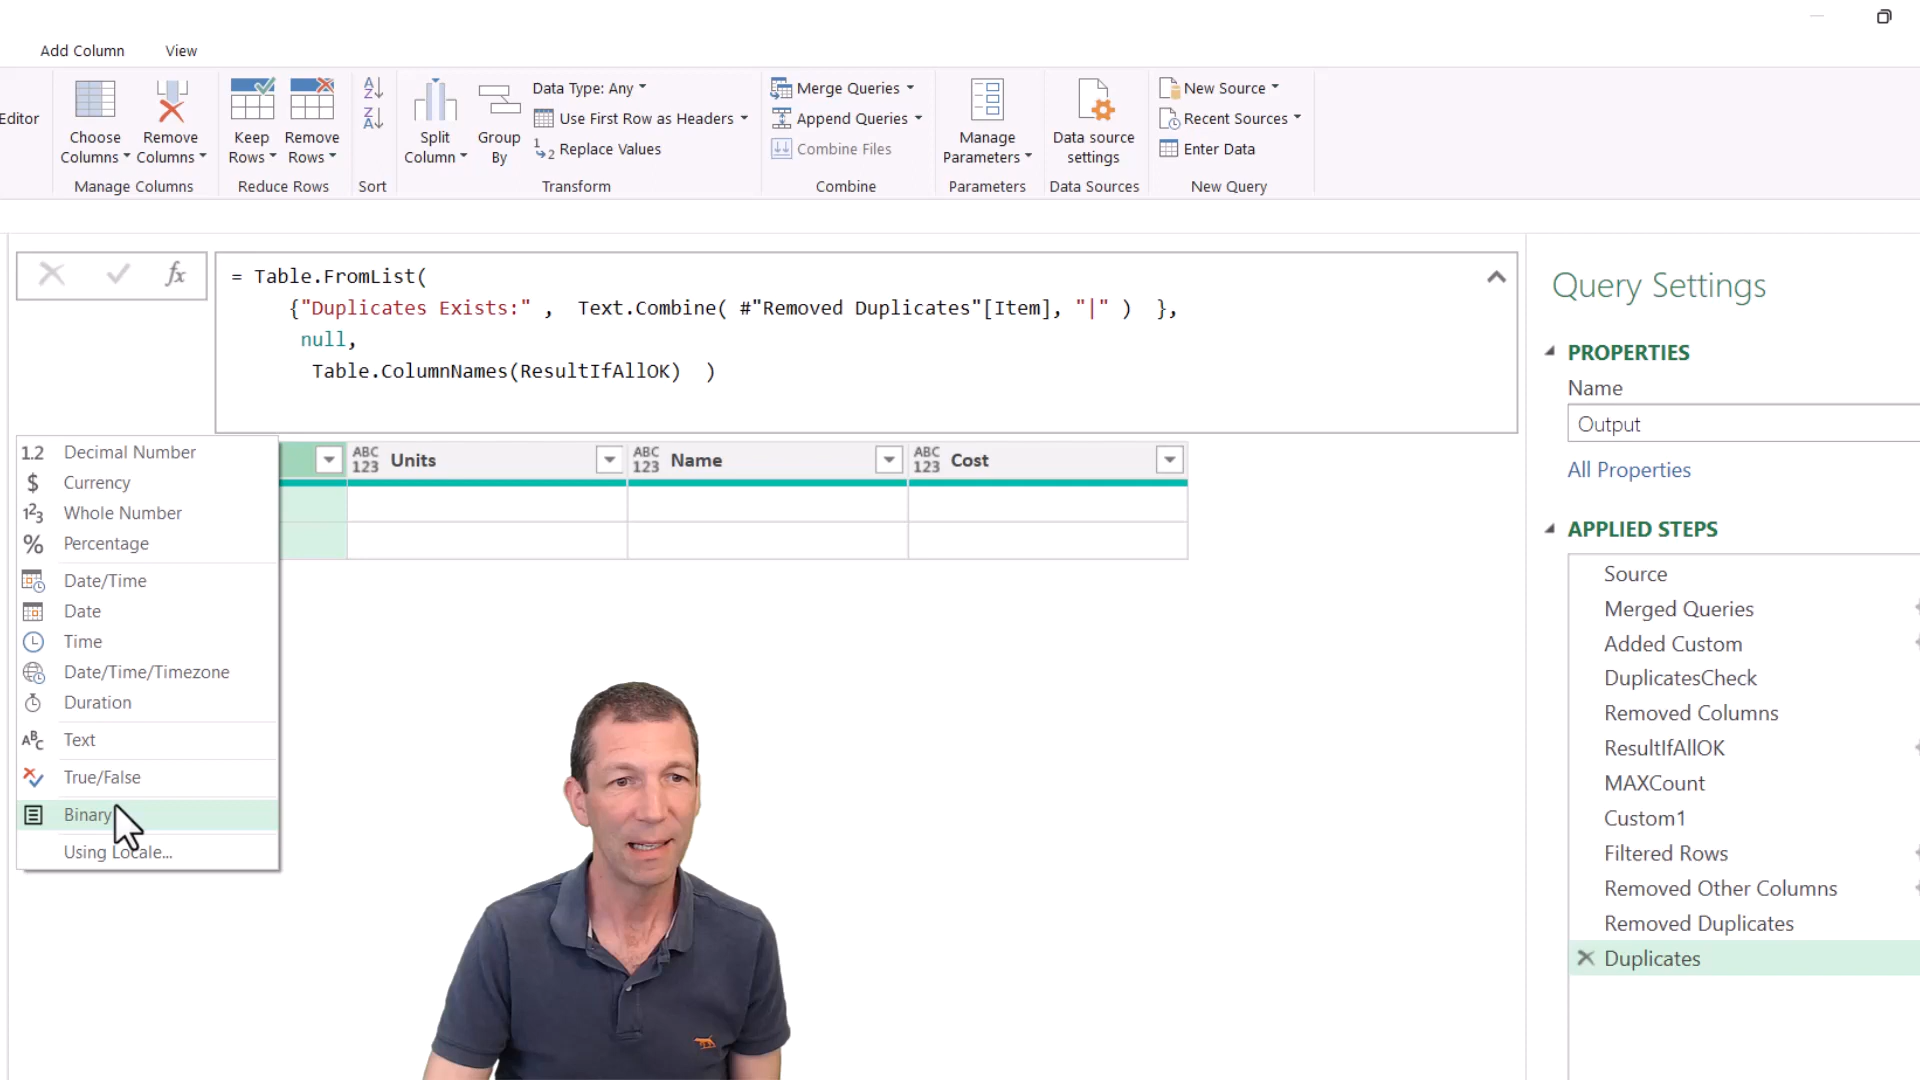 Add Column
View
Editor
Choose
Columns
Remove
Columns
Manage Columns
Keep
Rows
Remove
Rows
Reduce Rows
A
Z
Z
A
Sort
Split
Column
Group
By
Data Type: Any
Use First Row as Headers
1
2 Replace Values
Transform
Merge Queries
Append Queries
Combine Files
Combine
Manage
Parameters
Parameters
Data source
settings
Data Sources
New Source
Recent Sources
Enter Data
New Query
fx
= Table.FromList(
{"Duplicates Exists:" , Text.Combine( #"Removed Duplicates"[Item], "|" ) },
null,
Table.ColumnNames(ResultIfAllOK) )
ABC
123 Units
ABC
123 Name
ABC
123 Cost
1.2 Decimal Number
$ Currency
123 Whole Number
% Percentage
Date/Time
Date
Time
Date/Time/Timezone
Duration
ABC Text
True/False
Binary
Using Locale...
Query Settings
PROPERTIES
Name
Output
All Properties
APPLIED STEPS
Source
Merged Queries
Added Custom
DuplicatesCheck
Removed Columns
ResultIfAllOK
MAXCount
Custom1
Filtered Rows
Removed Other Columns
Removed Duplicates
Duplicates